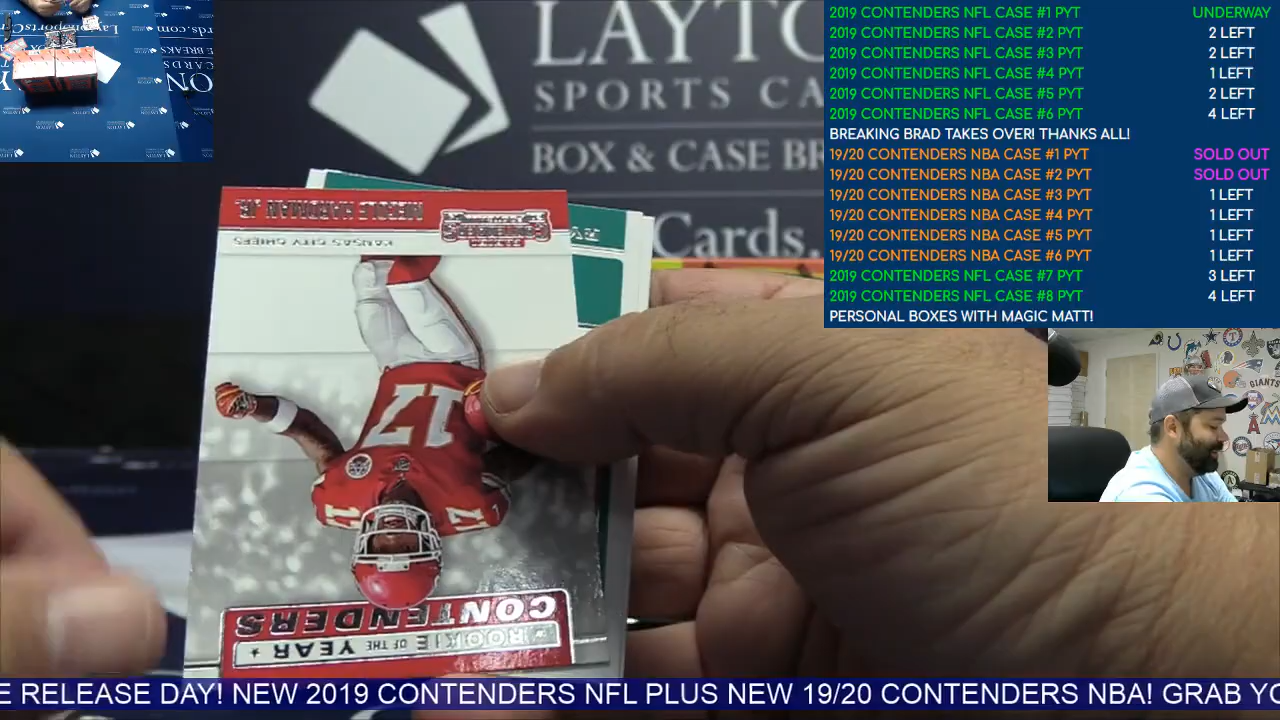 2019 CONTENDERS NFL CASE #1 PYT UNDERWAY
2019 CONTENDERS NFL CASE #2 PYT 2 LEFT
2019 CONTENDERS NFL CASE #3 PYT 2 LEFT
2019 CONTENDERS NFL CASE #4 PYT 1 LEFT
2019 CONTENDERS NFL CASE #5 PYT 2 LEFT
2019 CONTENDERS NFL CASE #6 PYT 4 LEFT
BREAKING BRAD TAKES OVER! THANKS ALL!
19/20 CONTENDERS NBA CASE #1 PYT SOLD OUT
19/20 CONTENDERS NBA CASE #2 PYT SOLD OUT
19/20 CONTENDERS NBA CASE #3 PYT 1 LEFT
19/20 CONTENDERS NBA CASE #4 PYT 1 LEFT
19/20 CONTENDERS NBA CASE #5 PYT 1 LEFT
19/20 CONTENDERS NBA CASE #6 PYT 1 LEFT
2019 CONTENDERS NFL CASE #7 PYT 3 LEFT
2019 CONTENDERS NFL CASE #8 PYT 4 LEFT
PERSONAL BOXES WITH MAGIC MATT!
LAYTO
SPORTS CA
BOX & CASE BR
Cards.
MECOLE HARDMAN JR.
KANSAS CITY CHIEFS
17
CONTENDERS
ROOKIE OF THE YEAR
GIANTS
E RELEASE DAY! NEW 2019 CONTENDERS NFL PLUS NEW 19/20 CONTENDERS NBA! GRAB YO